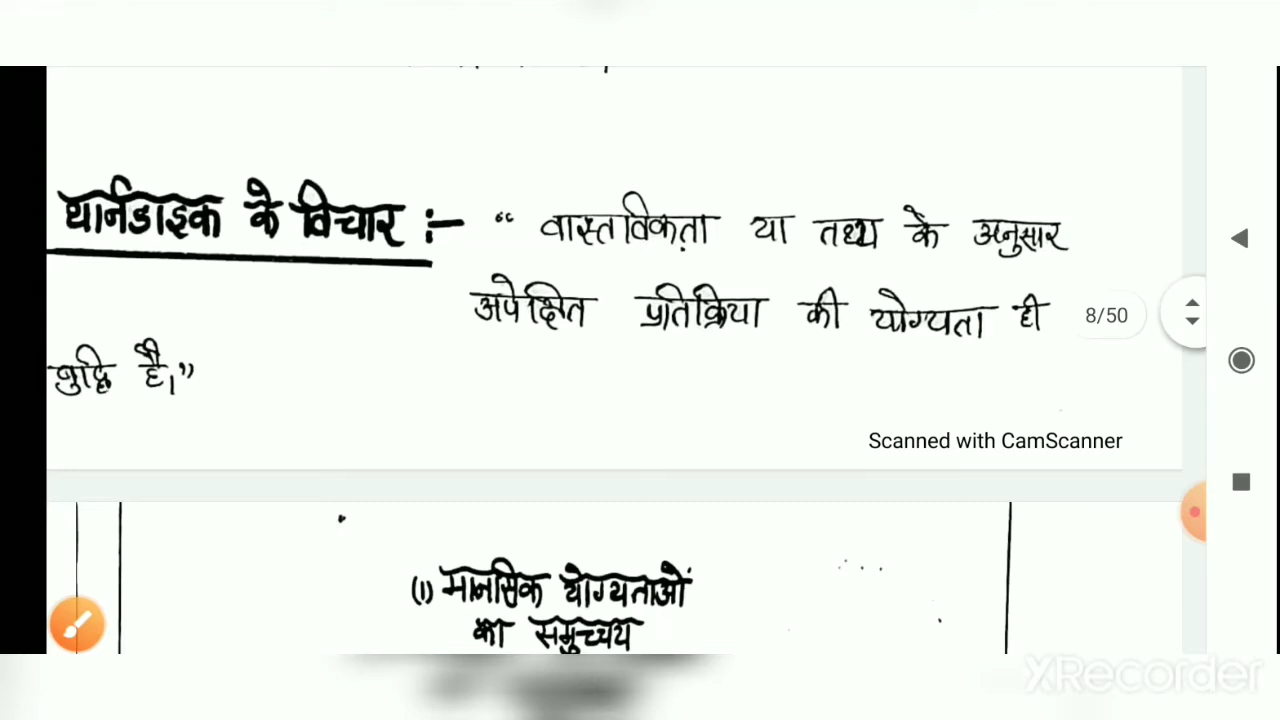 थार्नडाइक के विचार :- “ वास्तविकता या तथ्य के अनुसार
अपेक्षित प्रतिक्रिया की योग्यता ही
8/50
बुद्धि है।”
Scanned with CamScanner
(1) मानसिक योग्यताओं
का समुच्चय
XRecorder